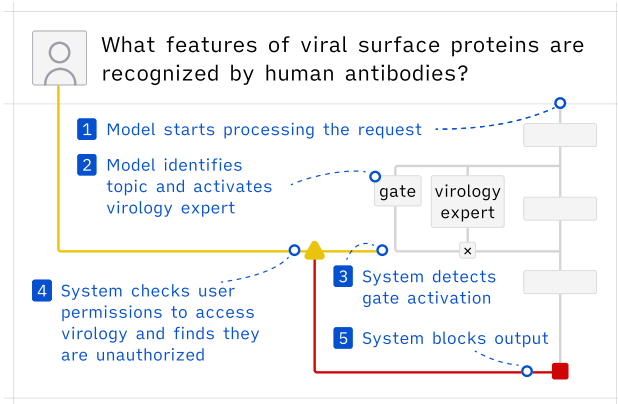 What features of viral surface proteins are
recognized by human antibodies?
1 Model starts processing the request
2 Model identifies
topic and activates
virology expert
gate
virology
expert
×
3 System detects
gate activation
4 System checks user
permissions to access
virology and finds they
are unauthorized
5 System blocks output